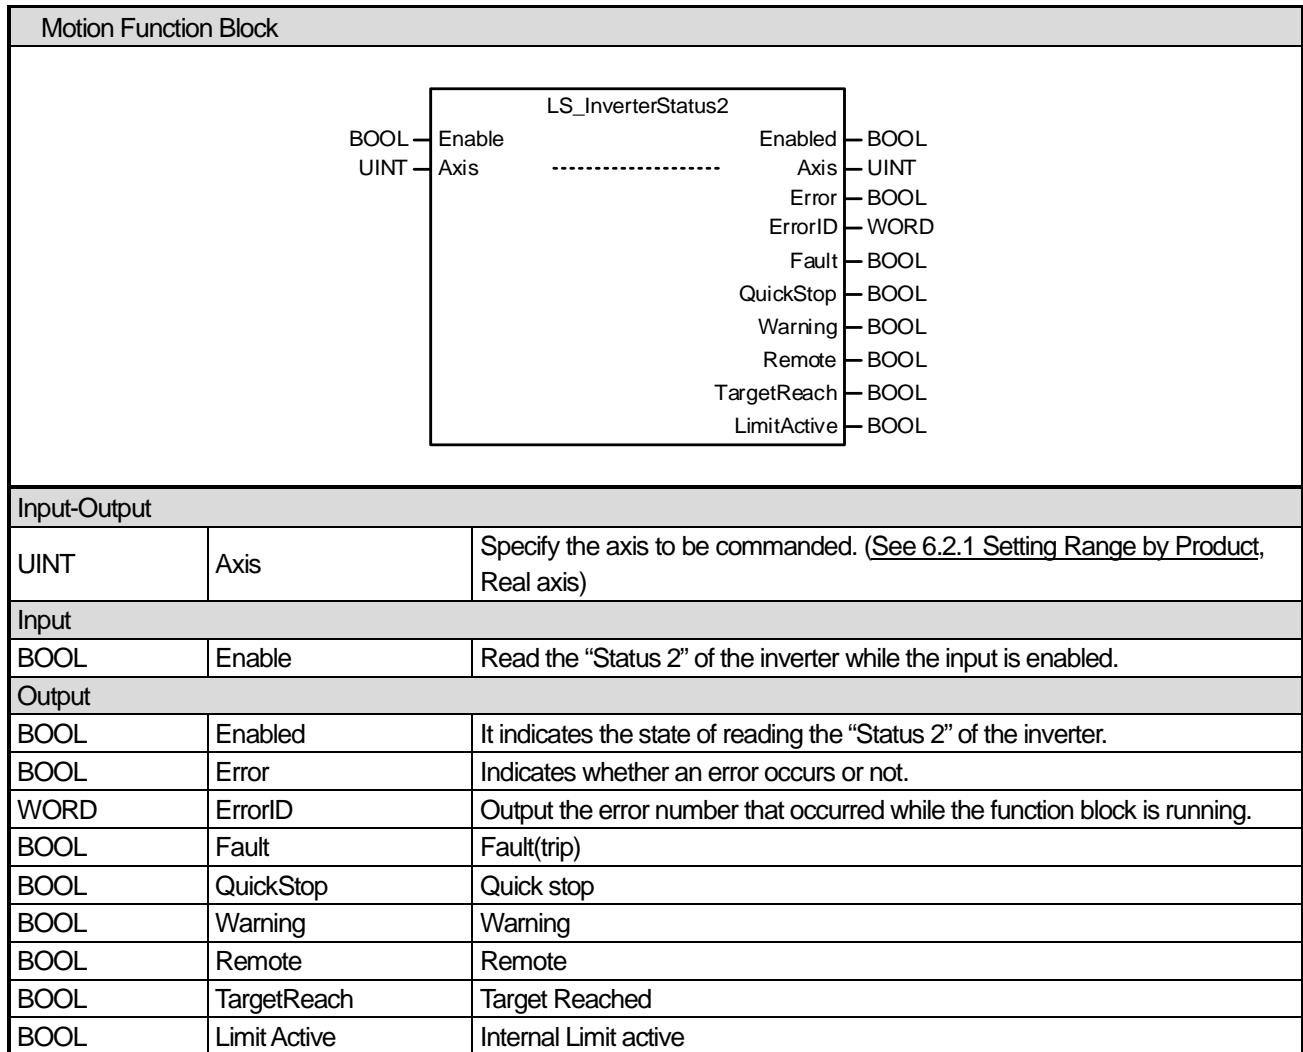 Motion Function Block
LS_InverterStatus2
BOOL Enable Enabled BOOL
UINT Axis Axis UINT
Error BOOL
ErrorID WORD
Fault BOOL
QuickStop BOOL
Warning BOOL
Remote BOOL
TargetReach BOOL
LimitActive BOOL
Input-Output
UINT Axis Specify the axis to be commanded. (See 6.2.1 Setting Range by Product,
Real axis)
Input
BOOL Enable Read the “Status 2” of the inverter while the input is enabled.
Output
BOOL Enabled It indicates the state of reading the “Status 2” of the inverter.
BOOL Error Indicates whether an error occurs or not.
WORD ErrorID Output the error number that occurred while the function block is running.
BOOL Fault Fault(trip)
BOOL QuickStop Quick stop
BOOL Warning Warning
BOOL Remote Remote
BOOL TargetReach Target Reached
BOOL Limit Active Internal Limit active